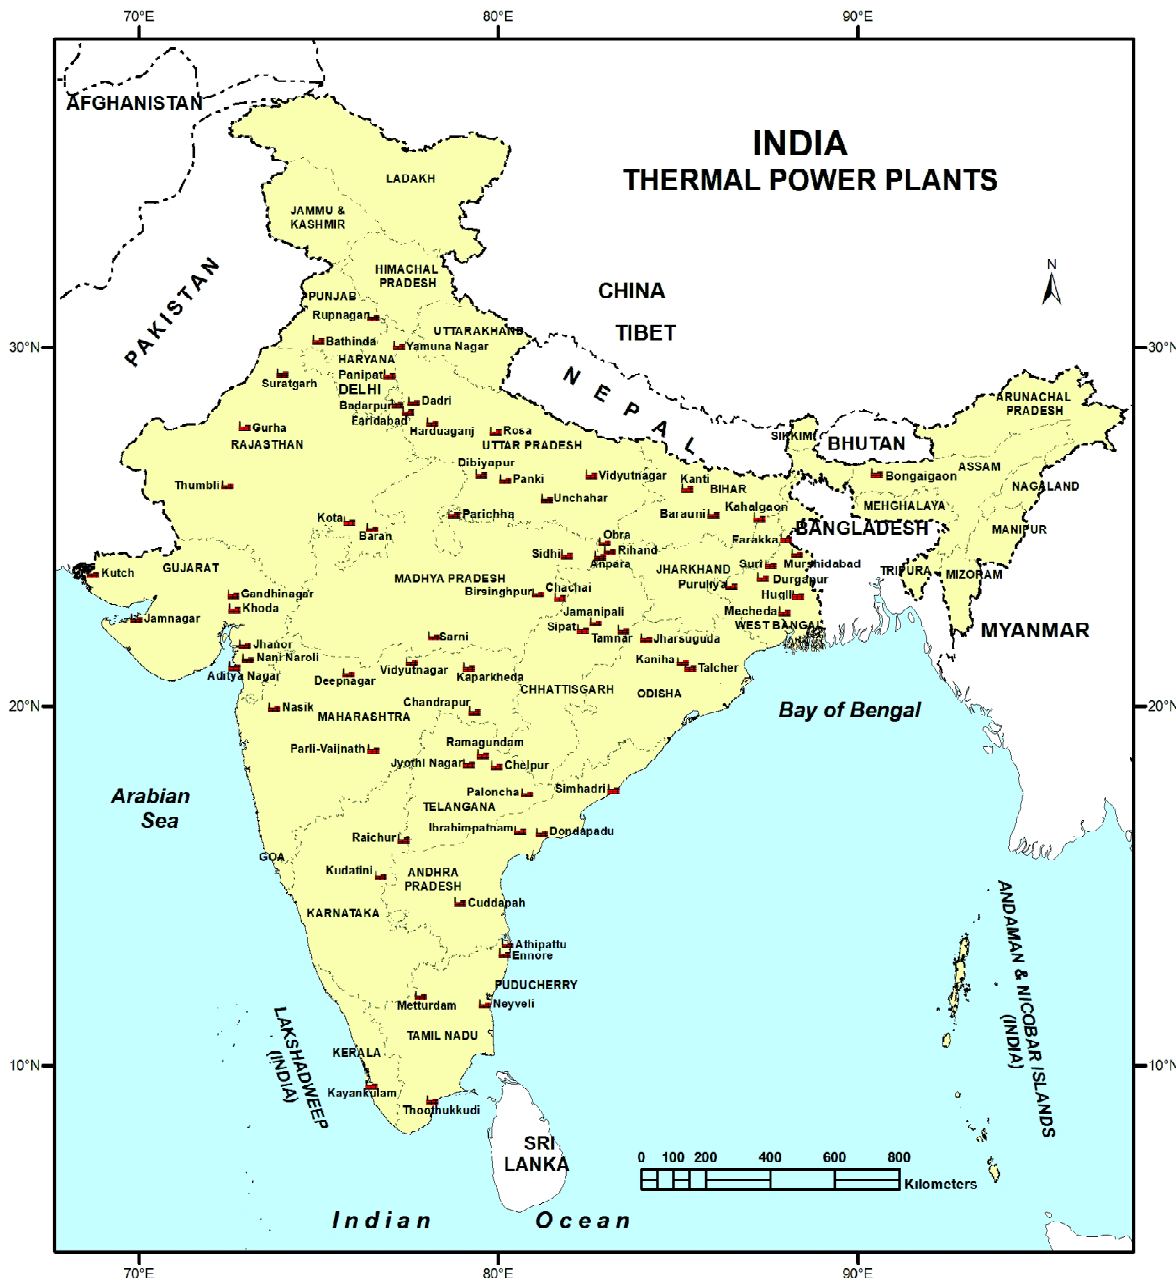 70°E 80°E 90°E
AFGHANISTAN
INDIA
THERMAL POWER PLANTS
LADAKH
JAMMU &
KASHMIR
N
HIMACHAL
PRADESH
PAKISTAN
CHINA
PUNJAB
Rupnagar
UTTARAKHAND
TIBET
Bathinda
Yamuna Nagar
30°N 30°N
HARYANA
Panipat
Suratgarh
DELHI
NEPAL
ARUNACHAL
PRADESH
Dadri
Badarpur
Faridabad
Gurha
Harduaganj
Rosa
SIKKIM
BHUTAN
RAJASTHAN
UTTAR PRADESH
Dibiyapur
ASSAM
Thumbli
Panki
Vidyutnagar
Kanti
Bongaigaon
NAGALAND
BIHAR
Unchahar
Kahalgaon
MEHGHALAYA
Kota
Parichha
Barauni
BANGLADESH
MANIPUR
Baran
Obra
Farakka
Sidhi
Rihand
Anpara
Suri
Murshidabad
GUJARAT
JHARKHAND
TRIPURA
MIZORAM
Kutch
MADHYA PRADESH
Puruliya
Durgapur
Gandhinagar
Birsinghpur
Chachai
Hugli
Khoda
Jamanipali
Mecheda
Jamnagar
Sipat
WEST BANGAL
Sarni
Tamnar
Jharsuguda
MYANMAR
Jhanor
Nani Naroli
Vidyutnagar
Kaniha
Talcher
Aditya Nagar
Deepnagar
Kaparkheda
CHHATTISGARH
ODISHA
20°N 20°N
Nasik
Chandrapur
MAHARASHTRA
Bay of Bengal
Parli-Vaijnath
Ramagundam
Jyothi Nagar
Chelpur
Arabian
Sea
Paloncha
Simhadri
TELANGANA
Raichur
Ibrahimpatnam
Dondapadu
GOA
Kudatini
ANDHRA
PRADESH
KARNATAKA
Cuddapah
Athipattu
Ennore
ANDAMAN & NICOBAR ISLANDS
(INDIA)
PUDUCHERRY
Metturdam
Neyveli
LAKSHADWEEP
(INDIA)
TAMIL NADU
KERALA
10°N 10°N
Kayankulam
Thoothukkudi
SRI
LANKA
0 100 200 400 600 800
Kilometers
Indian Ocean
70°E 80°E 90°E